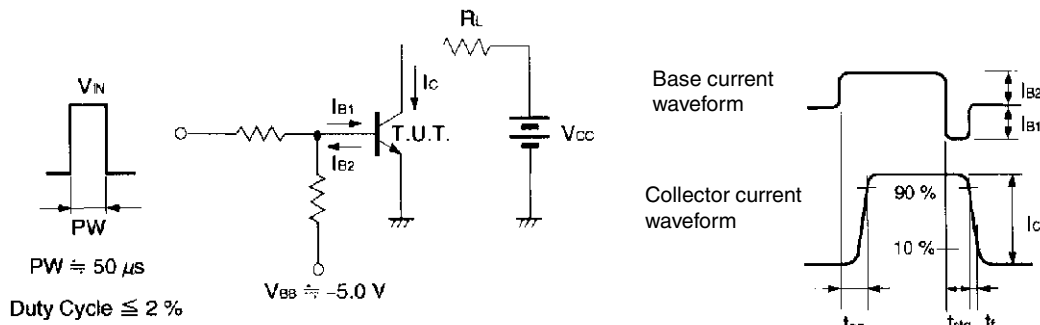 VIN
PW
PW ≒ 50 μs
Duty Cycle ≦ 2 %
IB1
IB2
VBB ≒ −5.0 V
IC
T.U.T.
RL
VCC
Base current
waveform
IB2
IB1
Collector current
waveform
90 %
10 %
IC
ton
tstg
tf